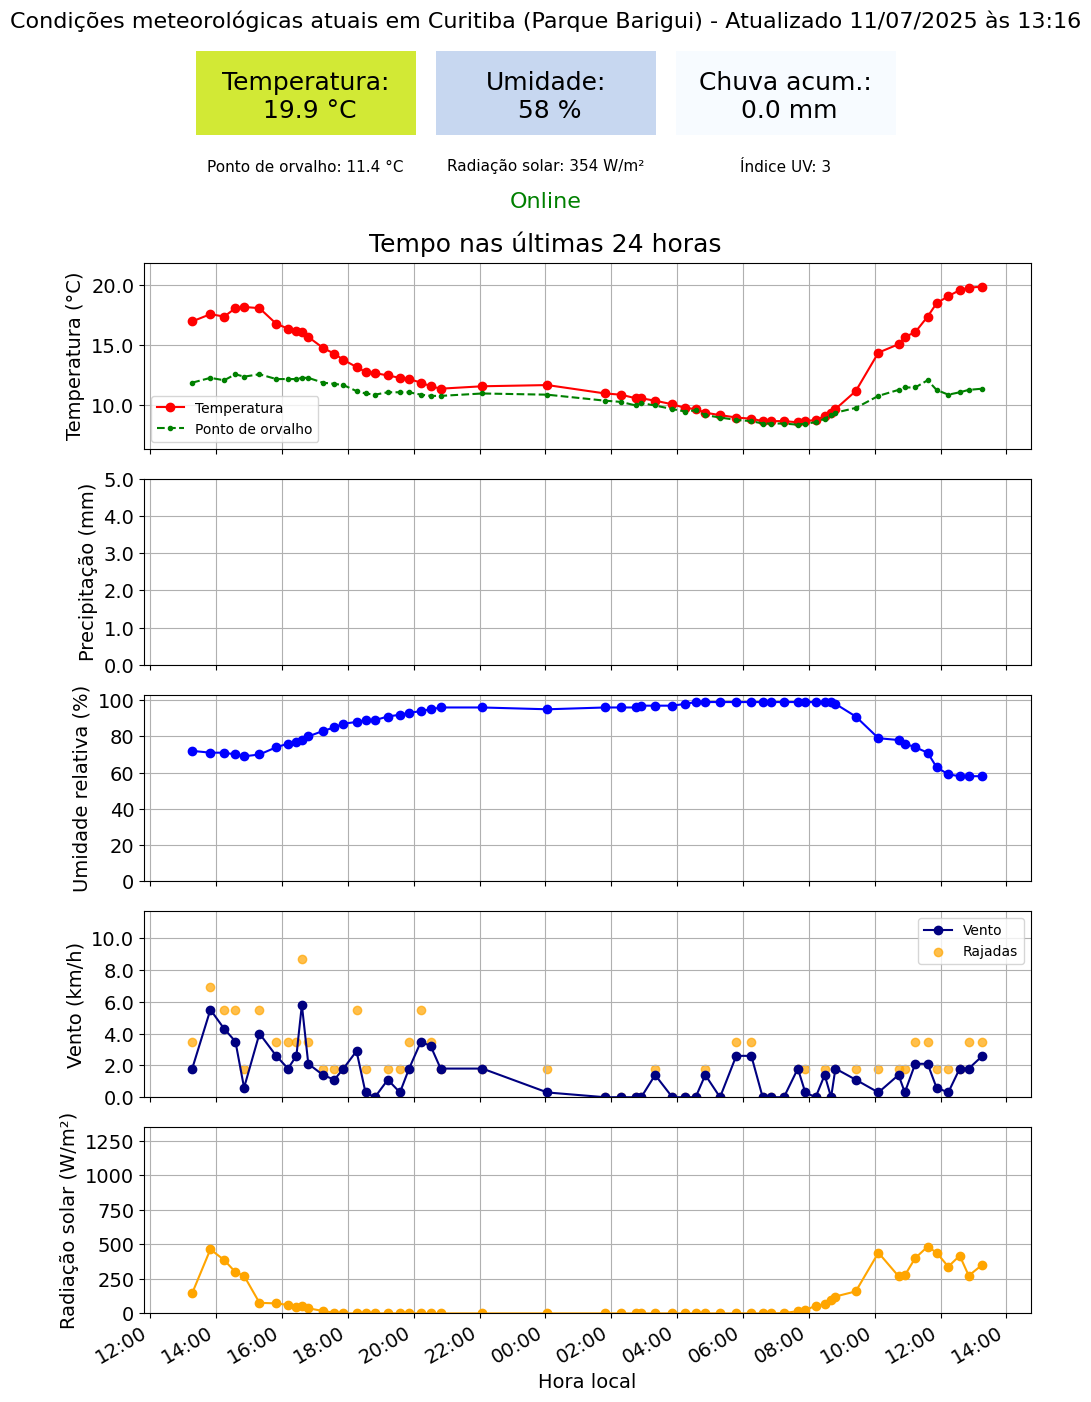 Condições meteorológicas atuais em Curitiba (Parque Barigui) - Atualizado 11/07/2025 às 13:16
Temperatura:
19.9 °C
Umidade:
58 %
Chuva acum.:
0.0 mm
Ponto de orvalho: 11.4 °C
Radiação solar: 354 W/m²
Índice UV: 3
Online
Tempo nas últimas 24 horas
Temperatura (°C)
20.0
15.0
10.0
Temperatura
Ponto de orvalho
Precipitação (mm)
5.0
4.0
3.0
2.0
1.0
0.0
Umidade relativa (%)
100
80
60
40
20
0
Vento (km/h)
10.0
8.0
6.0
4.0
2.0
0.0
Vento
Rajadas
Radiação solar (W/m²)
1250
1000
750
500
250
0
12:00
14:00
16:00
18:00
20:00
22:00
00:00
02:00
04:00
06:00
08:00
10:00
12:00
14:00
Hora local